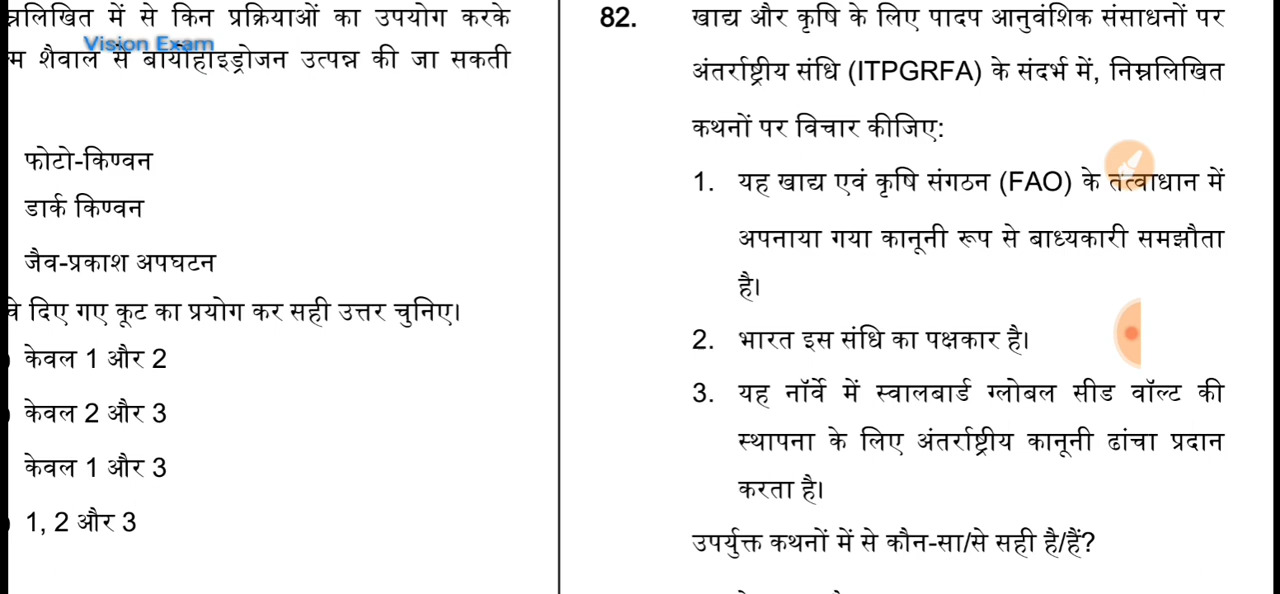 म्नलिखित में से किन प्रक्रियाओं का उपयोग करके
Vision Exam
शैवाल से बायोहाइड्रोजन उत्पन्न की जा सकती
फोटो-किण्वन
डार्क किण्वन
जैव-प्रकाश अपघटन
दिए गए कूट का प्रयोग कर सही उत्तर चुनिए।
केवल 1 और 2
केवल 2 और 3
केवल 1 और 3
1, 2 और 3
82. खाद्य और कृषि के लिए पादप आनुवंशिक संसाधनों पर
अंतर्राष्ट्रीय संधि (ITPGRFA) के संदर्भ में, निम्नलिखित
कथनों पर विचार कीजिए:
1. यह खाद्य एवं कृषि संगठन (FAO) के तत्वाधान में
अपनाया गया कानूनी रूप से बाध्यकारी समझौता
है।
2. भारत इस संधि का पक्षकार है।
3. यह नॉर्वे में स्वालबार्ड ग्लोबल सीड वॉल्ट की
स्थापना के लिए अंतर्राष्ट्रीय कानूनी ढांचा प्रदान
करता है।
उपर्युक्त कथनों में से कौन-सा/से सही है/हैं?